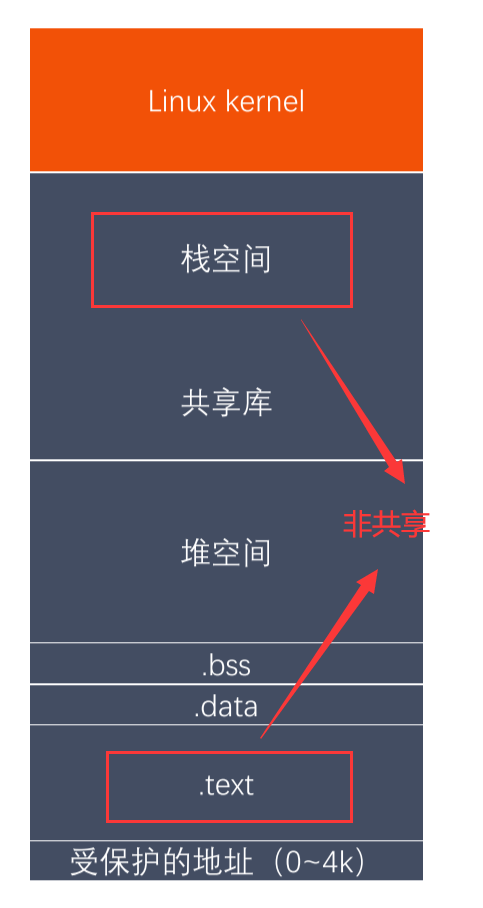 Linux kernel
栈空间
共享库
非共享
堆空间
.bss
.data
.text
受保护的地址（0~4k）